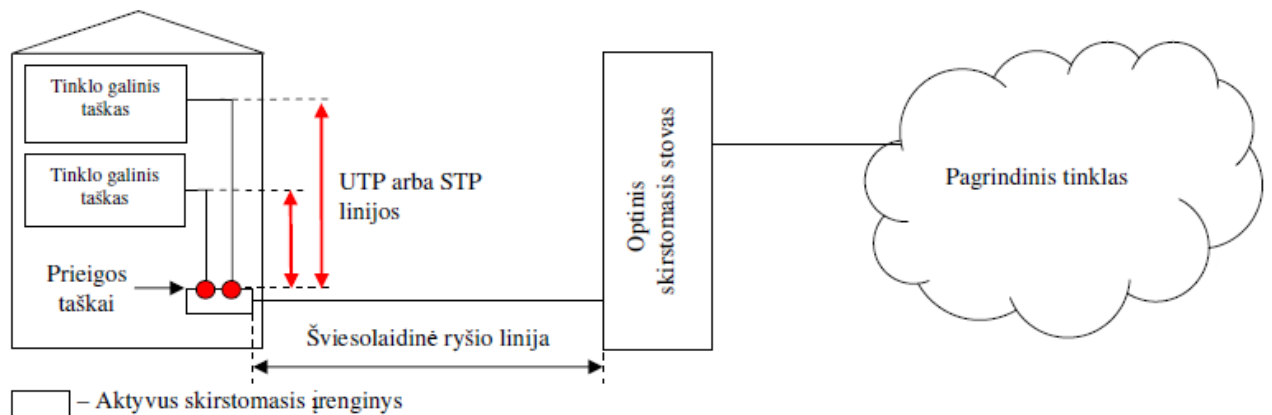 Tinklo galinis
taškas
Tinklo galinis
taškas
Prieigos
taškai
UTP arba STP
linijos
Šviesolaidinė ryšio linija
Optinis
skirstomasis stovas
Pagrindinis tinklas
– Aktyvus skirstomasis įrenginys